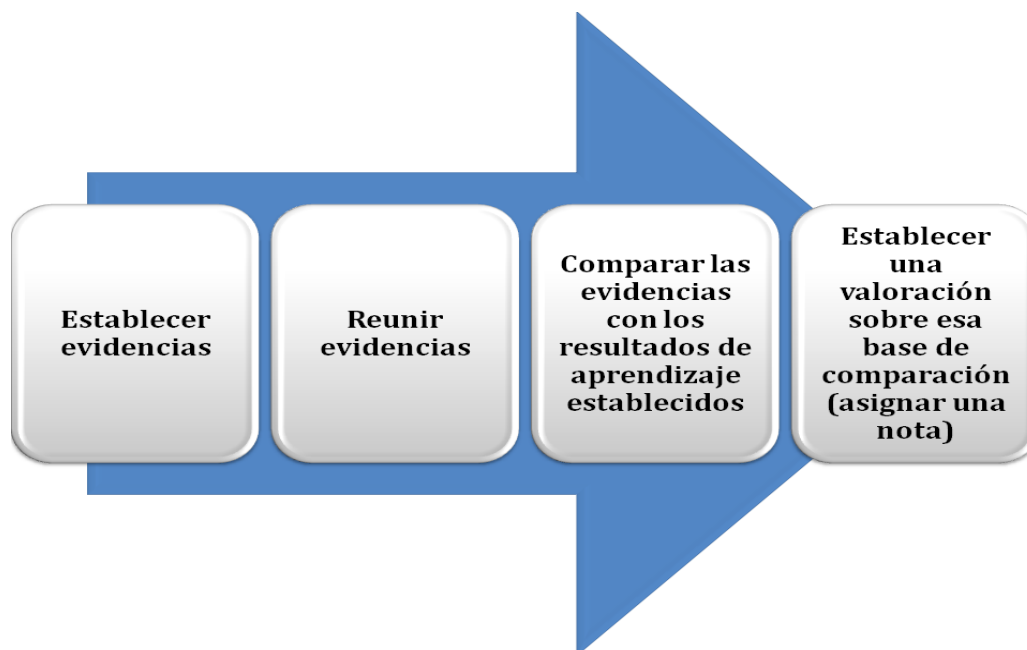 Establecer
evidencias
Reunir
evidencias
Comparar las
evidencias
con los
resultados de
aprendizaje
establecidos
Establecer
una
valoración
sobre esa
base de
comparación
(asignar una
nota)